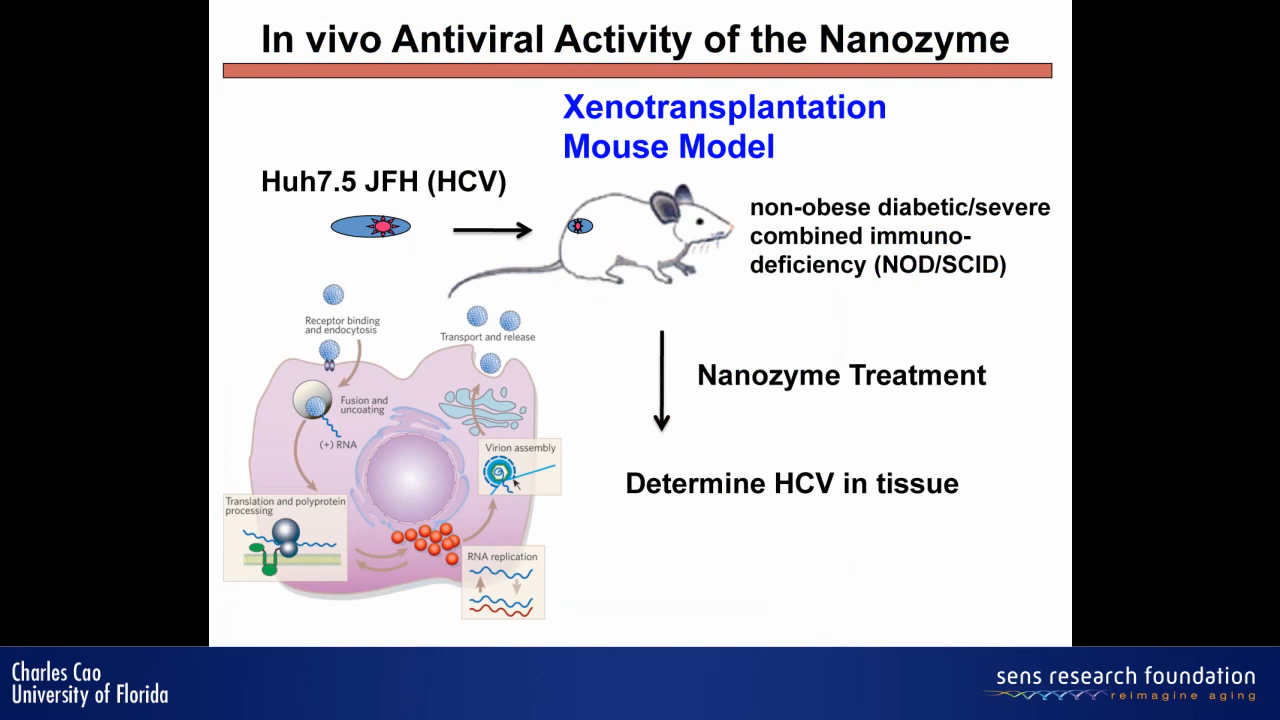 In vivo Antiviral Activity of the Nanozyme
Xenotransplantation
Mouse Model
Huh7.5 JFH (HCV)
non-obese diabetic/severe
combined immuno-
deficiency (NOD/SCID)
Receptor binding
and endocytosis
Transport and release
Fusion and
uncoating
(+) RNA
Virion assembly
Translation and polyprotein
processing
RNA replication
Nanozyme Treatment
Determine HCV in tissue
Charles Cao
University of Florida
sens research foundation
reimagine aging